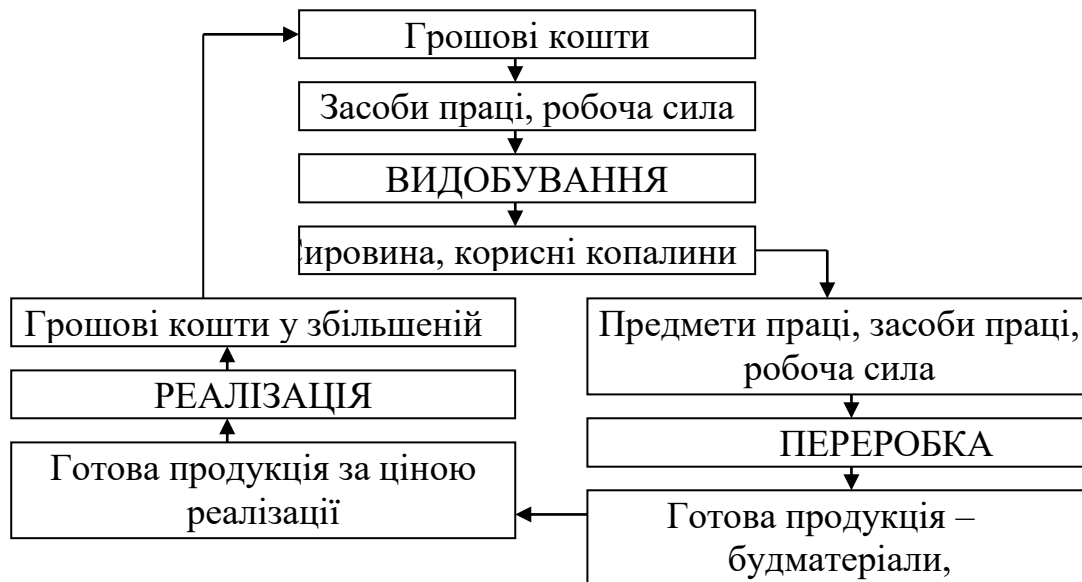 Грошові кошти
Засоби праці, робоча сила
ВИДОБУВАННЯ
Сировина, корисні копалини
Предмети праці, засоби праці,
робоча сила
ПЕРЕРОБКА
Готова продукція –
будматеріали,
Готова продукція за ціною
реалізації
РЕАЛІЗАЦІЯ
Грошові кошти у збільшеній